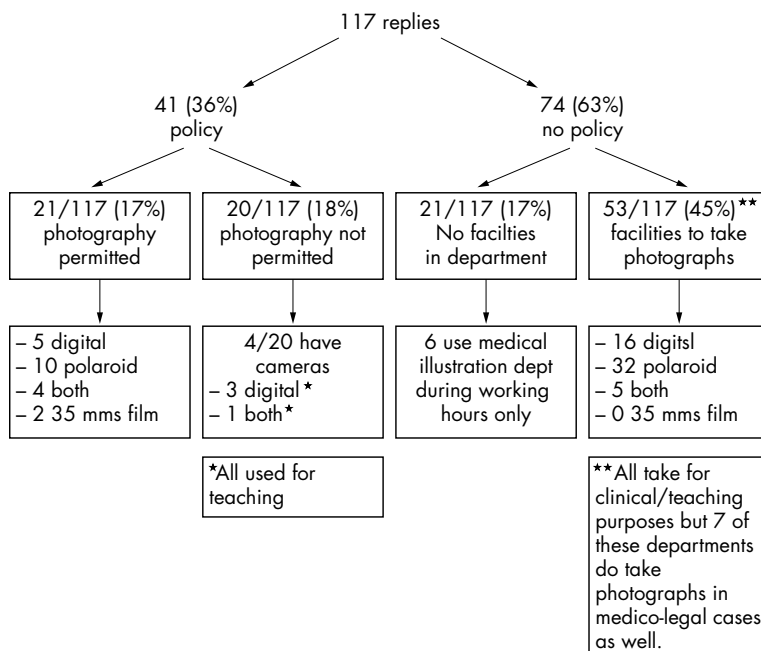 117 replies
41 (36%)
policy
74 (63%)
no policy
21/117 (17%)
photography
permitted
20/117 (18%)
photography not
permitted
21/117 (17%)
No facilties
in department
53/117 (45%)★★
facilities to take
photographs
– 5 digital
– 10 polaroid
– 4 both
– 2 35 mms film
4/20 have
cameras
– 3 digital★
– 1 both★
6 use medical
illustration dept
during working
hours only
– 16 digitsl
– 32 polaroid
– 5 both
– 0 35 mms film
★All used for
teaching
★★All take for
clinical/teaching
purposes but 7 of
these departments
do take
photographs in
medico-legal cases
as well.